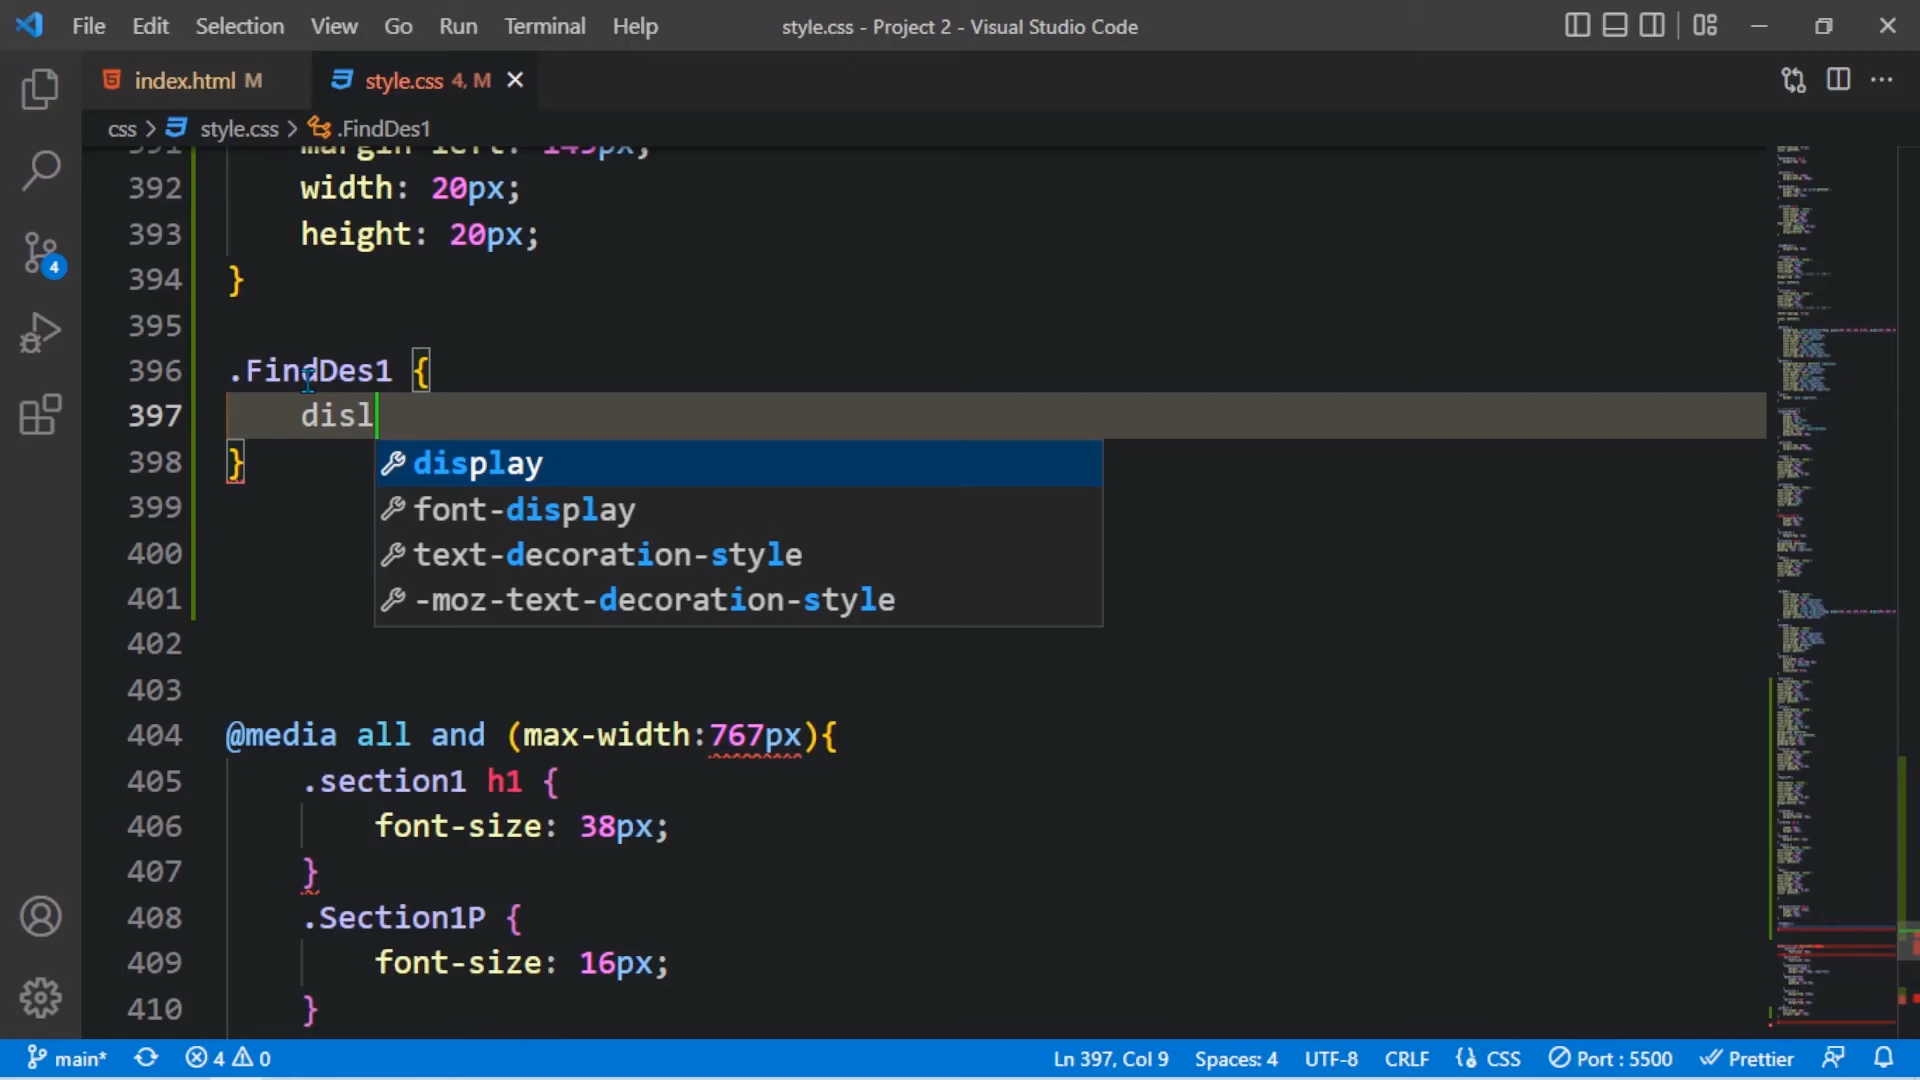 File Edit Selection View Go Run Terminal Help style.css - Project 2 - Visual Studio Code
index.html M style.css 4, M
css > style.css > .FindDes1
392 width: 20px;
393 height: 20px;
394 }
395
396 .FindDes1 {
397 disl
display
398 }
font-display
399
text-decoration-style
400
-moz-text-decoration-style
401
402
403
404 @media all and (max-width:767px){
405 .section1 h1 {
406 font-size: 38px;
407 }
408 .Section1P {
409 font-size: 16px;
410 }
4
main* 4 0 Ln 397, Col 9 Spaces: 4 UTF-8 CRLF CSS Port : 5500 Prettier